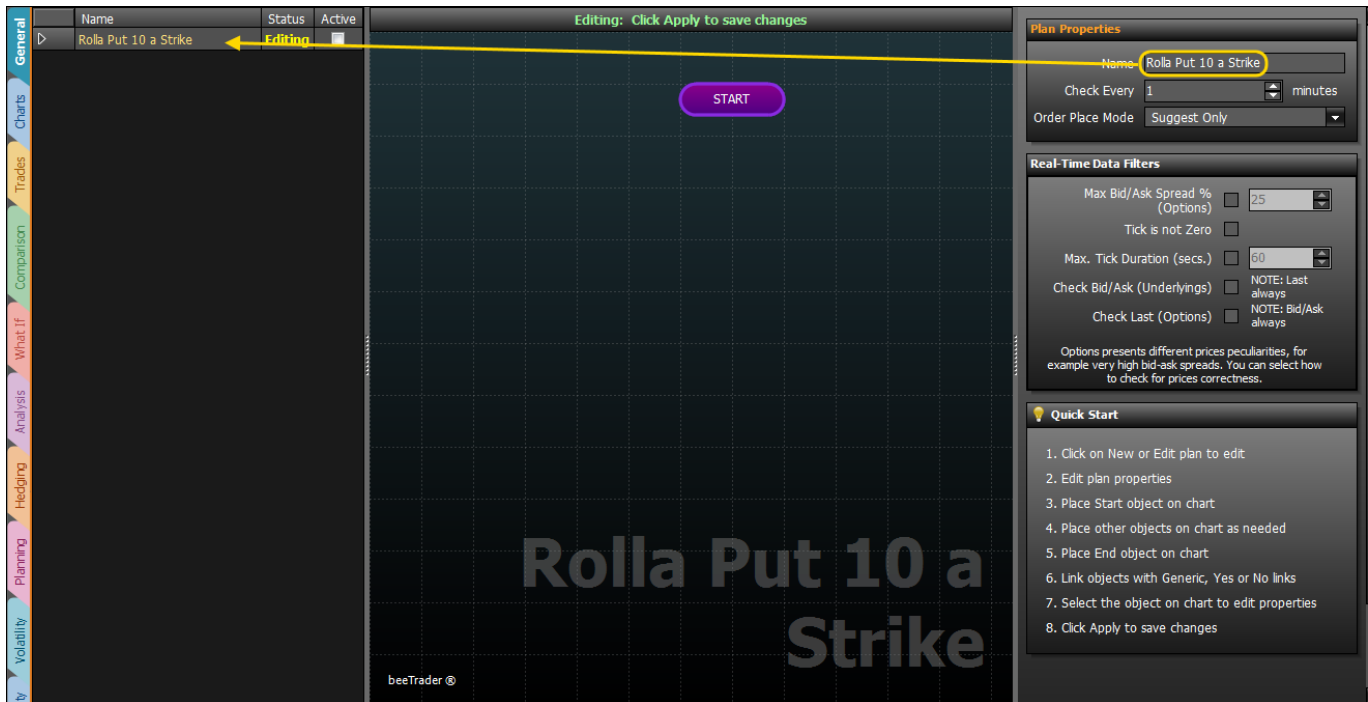 General
Charts
Trades
Comparison
What If
Analysis
Hedging
Planning
Volatility
ty
Name Status Active
Rolla Put 10 a Strike Editing
Editing: Click Apply to save changes
START
Rolla Put 10 a
Strike
beeTrader ®
Plan Properties
Name Rolla Put 10 a Strike
Check Every 1 minutes
Order Place Mode Suggest Only
Real-Time Data Filters
Max Bid/Ask Spread % 25
(Options)
Tick is not Zero
Max. Tick Duration (secs.) 60
Check Bid/Ask (Underlyings) NOTE: Last
always
Check Last (Options) NOTE: Bid/Ask
always
Options presents different prices peculiarities, for
example very high bid-ask spreads. You can select how
to check for prices correctness.
Quick Start
1. Click on New or Edit plan to edit
2. Edit plan properties
3. Place Start object on chart
4. Place other objects on chart as needed
5. Place End object on chart
6. Link objects with Generic, Yes or No links
7. Select the object on chart to edit properties
8. Click Apply to save changes